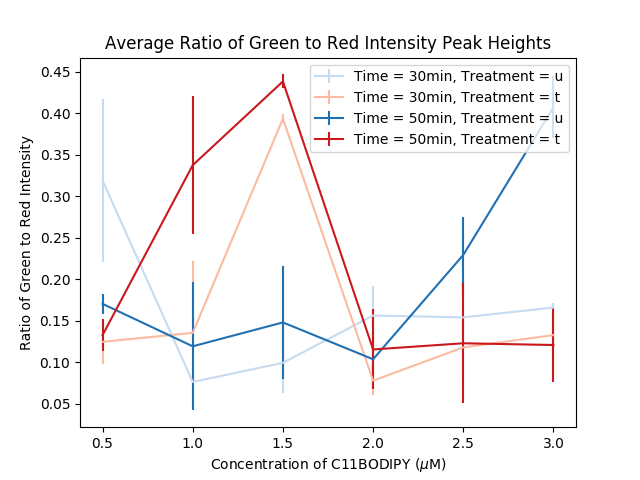 Average Ratio of Green to Red Intensity Peak Heights
Time = 30min, Treatment = u
Time = 30min, Treatment = t
Time = 50min, Treatment = u
Time = 50min, Treatment = t
Ratio of Green to Red Intensity
0.45
0.40
0.35
0.30
0.25
0.20
0.15
0.10
0.05
0.5 1.0 1.5 2.0 2.5 3.0
Concentration of C11BODIPY (μM)